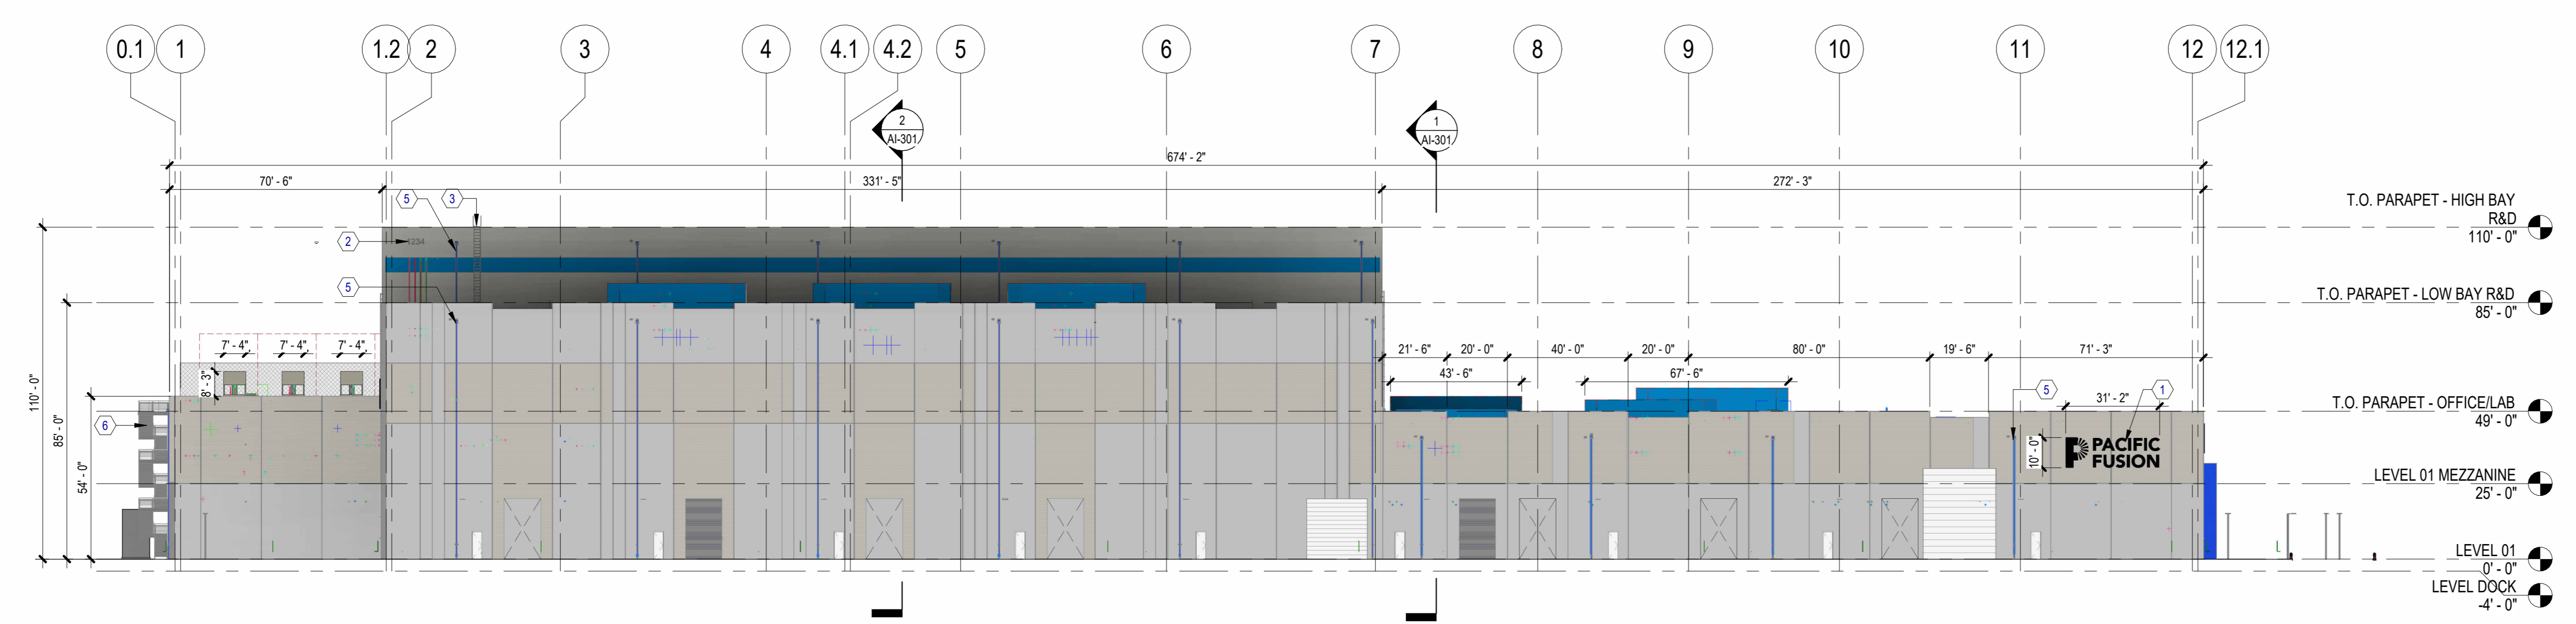 0.1 1 1.2 2 3 4 4.1 4.2 5 6 7 8 9 10 11 12 12.1
2
AI-301
1
AI-301
674' - 2"
70' - 6" 331' - 5" 272' - 3"
5 3
2 1234
5
T.O. PARAPET - HIGH BAY
R&D
110' - 0"
T.O. PARAPET - LOW BAY R&D
85' - 0"
7' - 4" 7' - 4" 7' - 4"
8' - 3"
21' - 6" 20' - 0" 40' - 0" 20' - 0" 80' - 0" 19' - 6" 71' - 3"
43' - 6" 67' - 6"
5 1
31' - 2"
110' - 0"
85' - 0"
54' - 0"
6
10' - 0"
PACIFIC
FUSION
T.O. PARAPET - OFFICE/LAB
49' - 0"
LEVEL 01 MEZZANINE
25' - 0"
LEVEL 01
0' - 0"
LEVEL DOCK
-4' - 0"